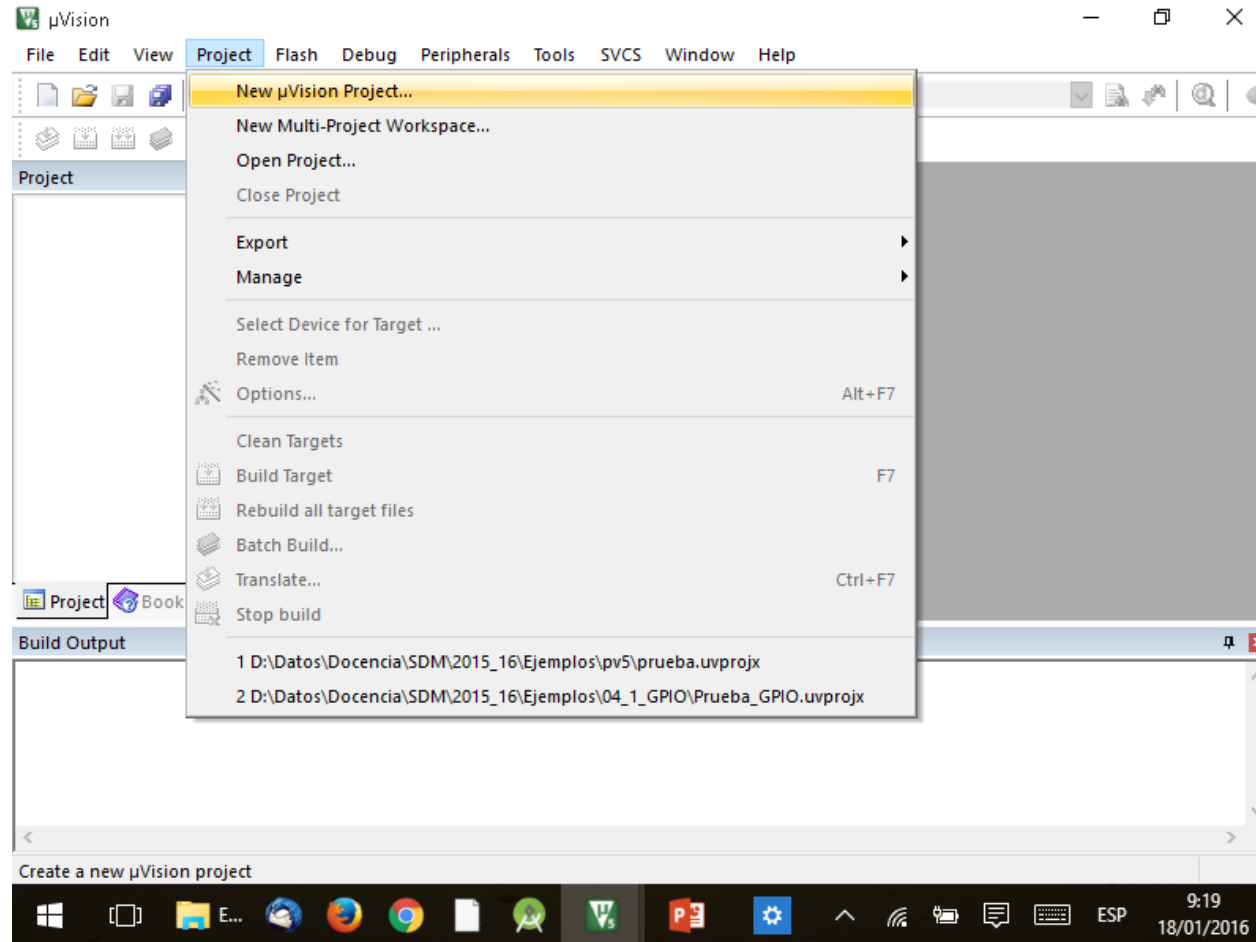 µVision
File Edit View Project Flash Debug Peripherals Tools SVCS Window Help
New µVision Project...
New Multi-Project Workspace...
Open Project...
Project
Close Project
Export
Manage
Select Device for Target ...
Remove Item
Options... Alt+F7
Clean Targets
Build Target F7
Rebuild all target files
Batch Build...
Translate... Ctrl+F7
Project Book
Stop build
Build Output
1 D:\Datos\Docencia\SDM\2015_16\Ejemplos\pv5\prueba.uvprojx
2 D:\Datos\Docencia\SDM\2015_16\Ejemplos\04_1_GPIO\Prueba_GPIO.uvprojx
Create a new µVision project
E... ESP 9:19
18/01/2016